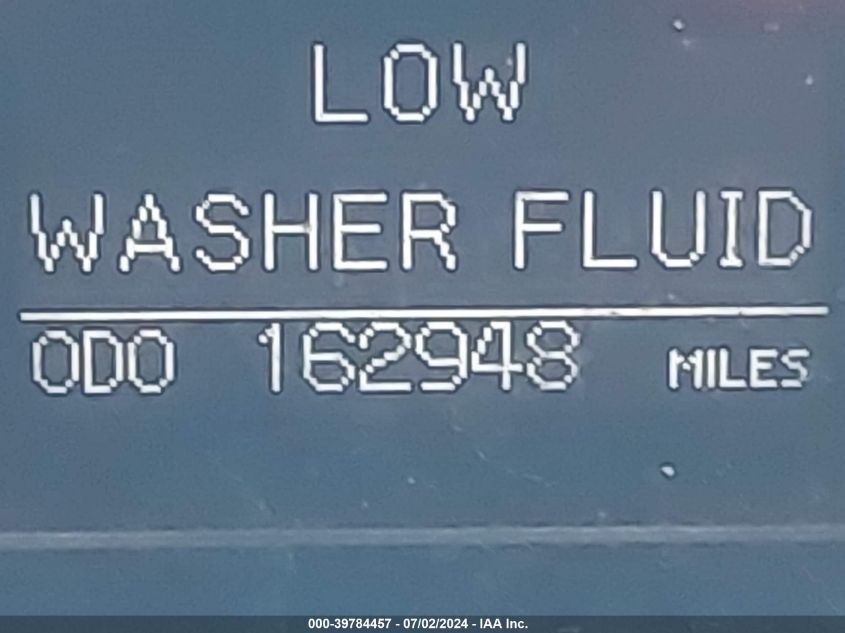 LOW
WASHER FLUID
ODO 162948 MILES
000-39784457 - 07/02/2024 - IAA Inc.